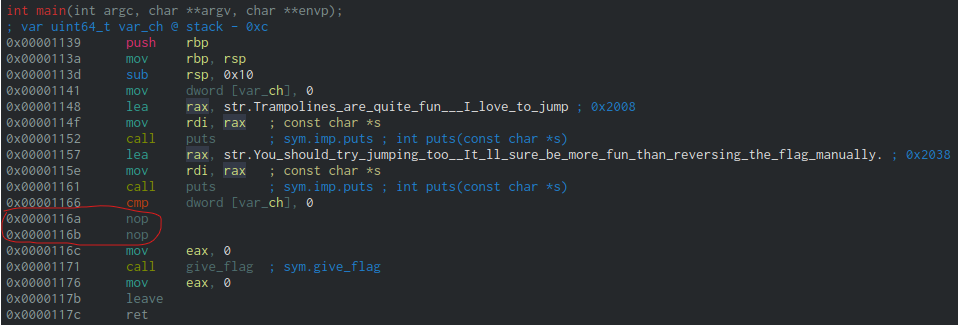 int main(int argc, char **argv, char **envp);
; var uint64_t var_ch @ stack - 0xc
0x00001139 push rbp
0x0000113a mov rbp, rsp
0x0000113d sub rsp, 0x10
0x00001141 mov dword [var_ch], 0
0x00001148 lea rax, str.Trampolines_are_quite_fun___I_love_to_jump ; 0x2008
0x0000114f mov rdi, rax ; const char *s
0x00001152 call puts ; sym.imp.puts ; int puts(const char *s)
0x00001157 lea rax, str.You_should_try_jumping_too__It_ll_sure_be_more_fun_than_reversing_the_flag_manually. ; 0x2038
0x0000115e mov rdi, rax ; const char *s
0x00001161 call puts ; sym.imp.puts ; int puts(const char *s)
0x00001166 cmp dword [var_ch], 0
0x0000116a nop
0x0000116b nop
0x0000116c mov eax, 0
0x00001171 call give_flag ; sym.give_flag
0x00001176 mov eax, 0
0x0000117b leave
0x0000117c ret